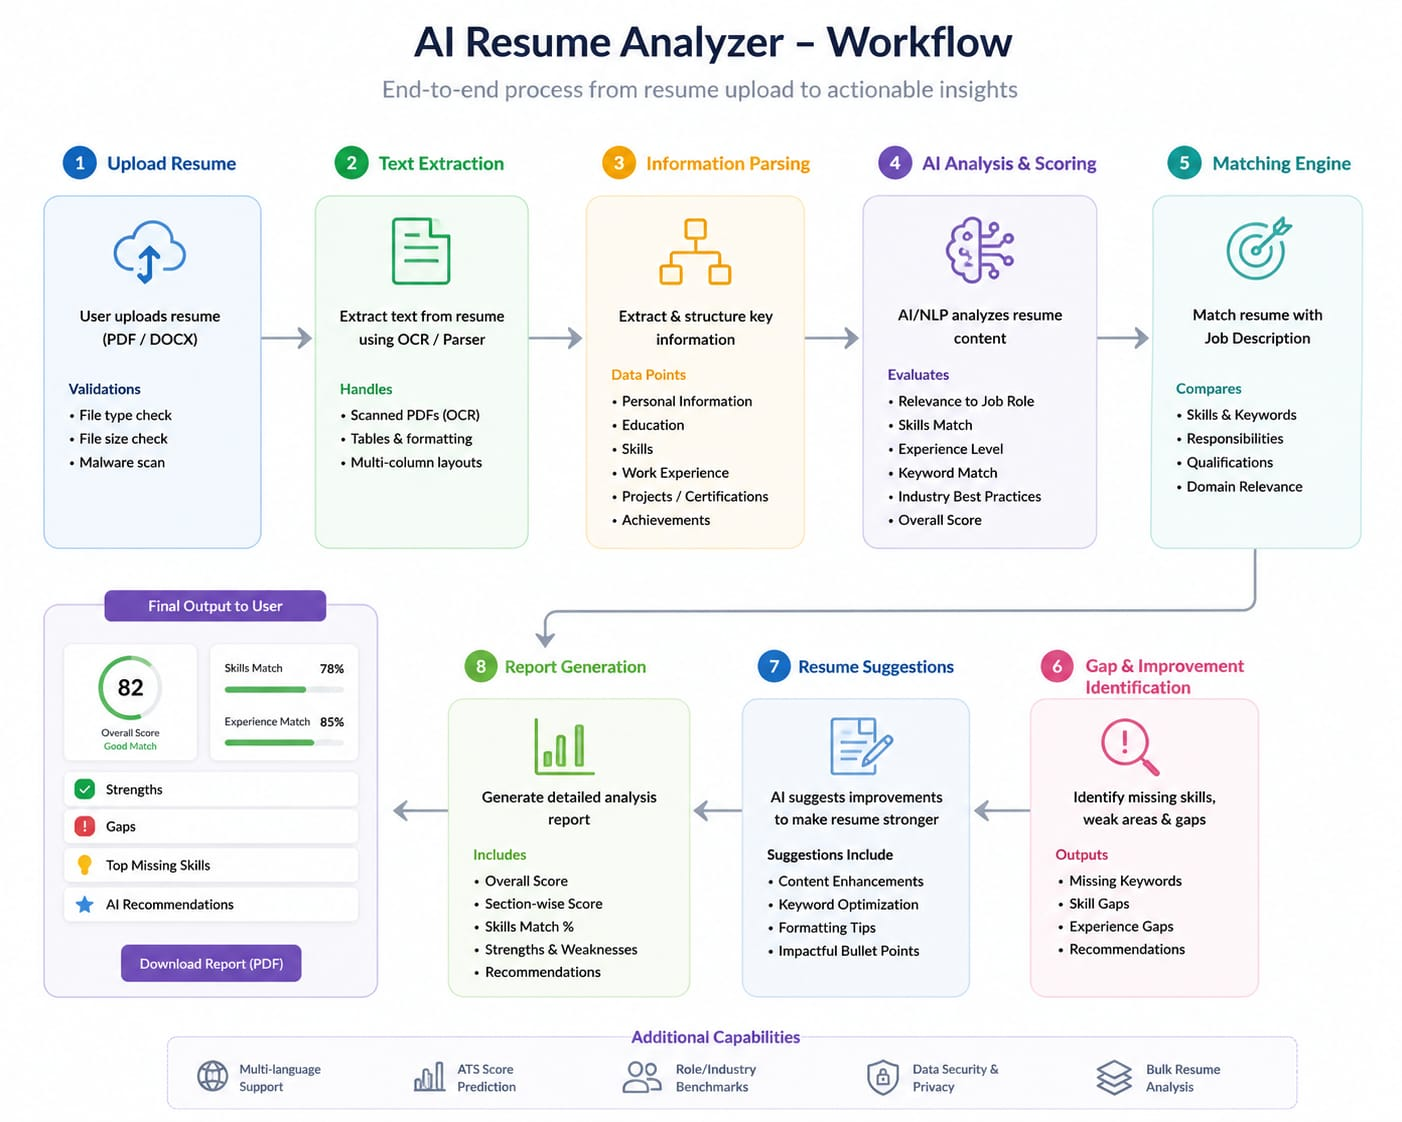 AI Resume Analyzer – Workflow
End-to-end process from resume upload to actionable insights
1 Upload Resume
User uploads resume
(PDF / DOCX)
Validations
• File type check
• File size check
• Malware scan
2 Text Extraction
Extract text from resume
using OCR / Parser
Handles
• Scanned PDFs (OCR)
• Tables & formatting
• Multi-column layouts
3 Information Parsing
Extract & structure key
information
Data Points
• Personal Information
• Education
• Skills
• Work Experience
• Projects / Certifications
• Achievements
4 AI Analysis & Scoring
AI/NLP analyzes resume
content
Evaluates
• Relevance to Job Role
• Skills Match
• Experience Level
• Keyword Match
• Industry Best Practices
• Overall Score
5 Matching Engine
Match resume with
Job Description
Compares
• Skills & Keywords
• Responsibilities
• Qualifications
• Domain Relevance
6 Gap & Improvement
Identification
Identify missing skills,
weak areas & gaps
Outputs
• Missing Keywords
• Skill Gaps
• Experience Gaps
• Recommendations
7 Resume Suggestions
AI suggests improvements
to make resume stronger
Suggestions Include
• Content Enhancements
• Keyword Optimization
• Formatting Tips
• Impactful Bullet Points
8 Report Generation
Generate detailed analysis
report
Includes
• Overall Score
• Section-wise Score
• Skills Match %
• Strengths & Weaknesses
• Recommendations
Final Output to User
82
Overall Score
Good Match
Skills Match 78%
Experience Match 85%
Strengths
Gaps
Top Missing Skills
AI Recommendations
Download Report (PDF)
Additional Capabilities
Multi-language
Support
ATS Score
Prediction
Role/Industry
Benchmarks
Data Security &
Privacy
Bulk Resume
Analysis